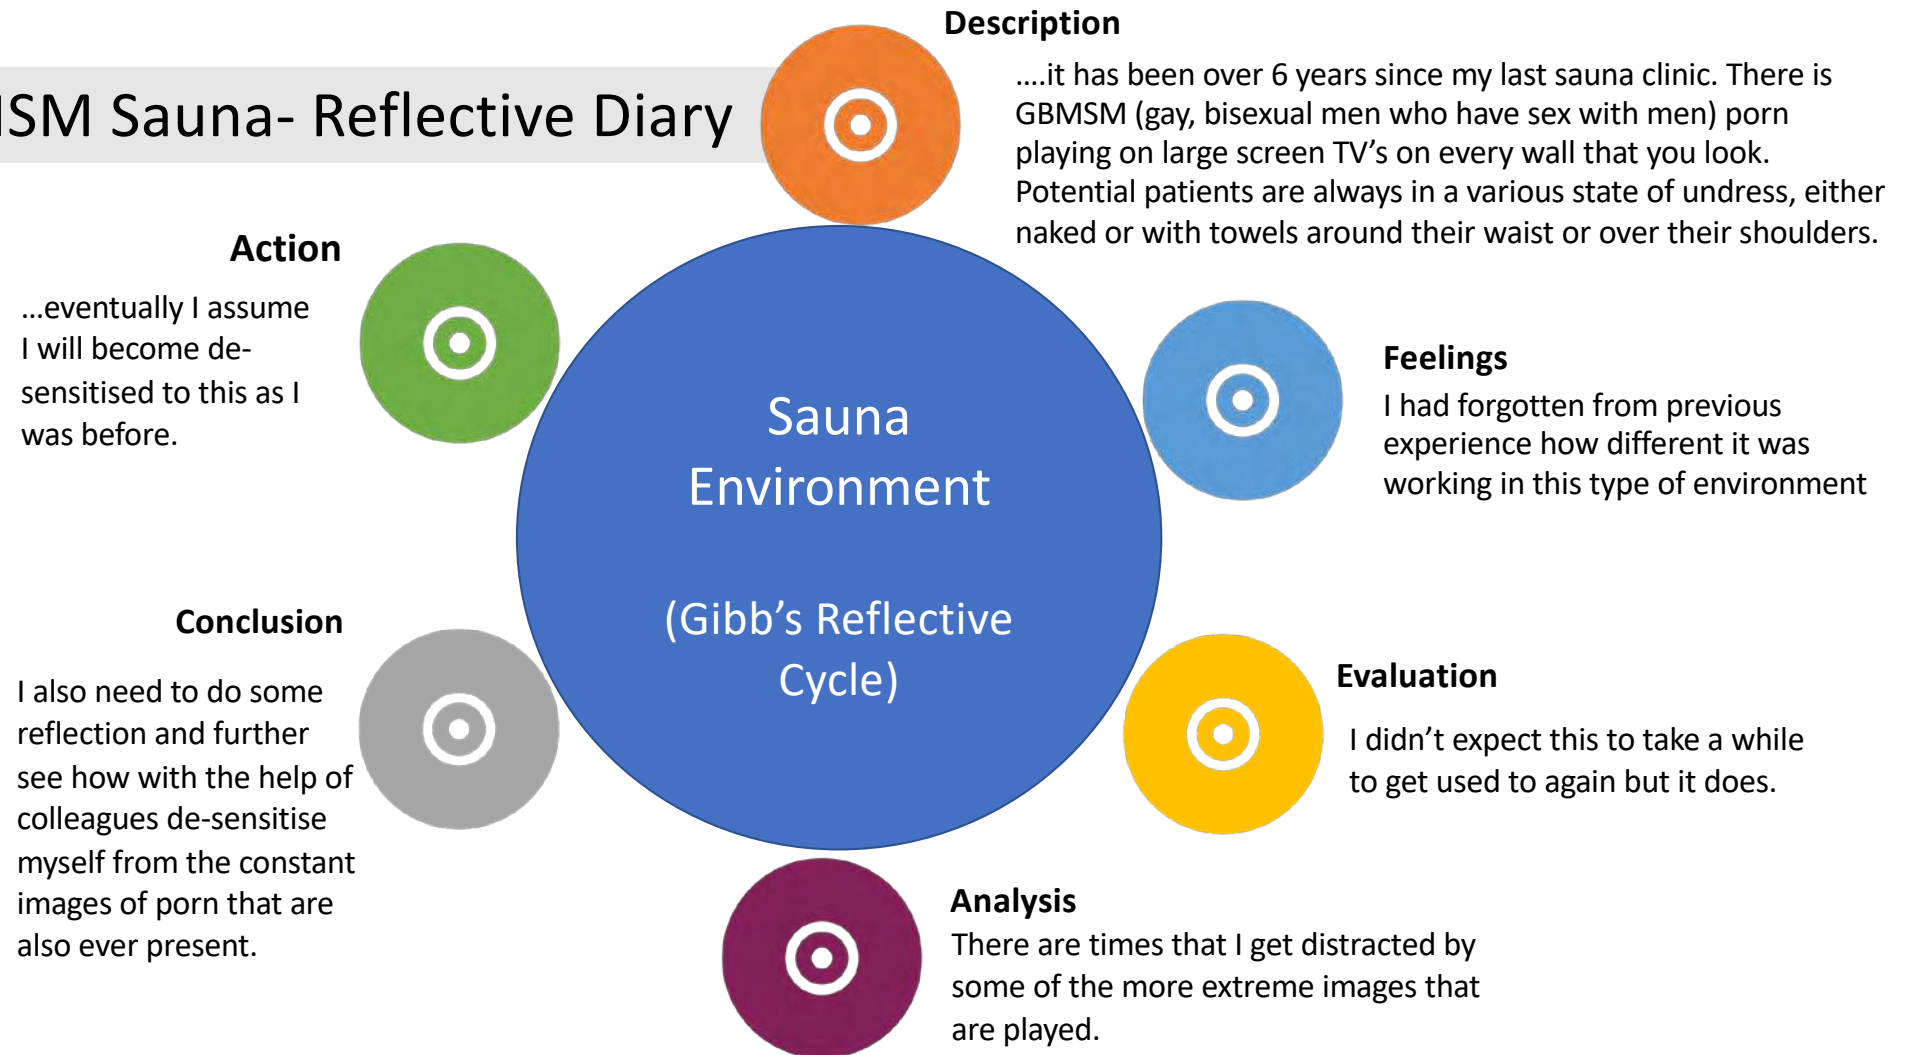 Description
....it has been over 6 years since my last sauna clinic. There is
GBMSM (gay, bisexual men who have sex with men) porn
playing on large screen TV's on every wall that you look.
Potential patients are always in a various state of undress, either
naked or with towels around their waist or over their shoulders.
SM Sauna- Reflective Diary
Feelings
I had forgotten from previous
experience how different it was
working in this type of environment
Evaluation
I didn't expect this to take a while
to get used to again but it does.
Analysis
There are times that I get distracted by
some of the more extreme images that
are played.
Conclusion
I also need to do some
reflection and further
see how with the help of
colleagues de-sensitise
myself from the constant
images of porn that are
also ever present.
Action
...eventually I assume
I will become de-
sensitised to this as I
was before.
Sauna
Environment
(Gibb's Reflective
Cycle)